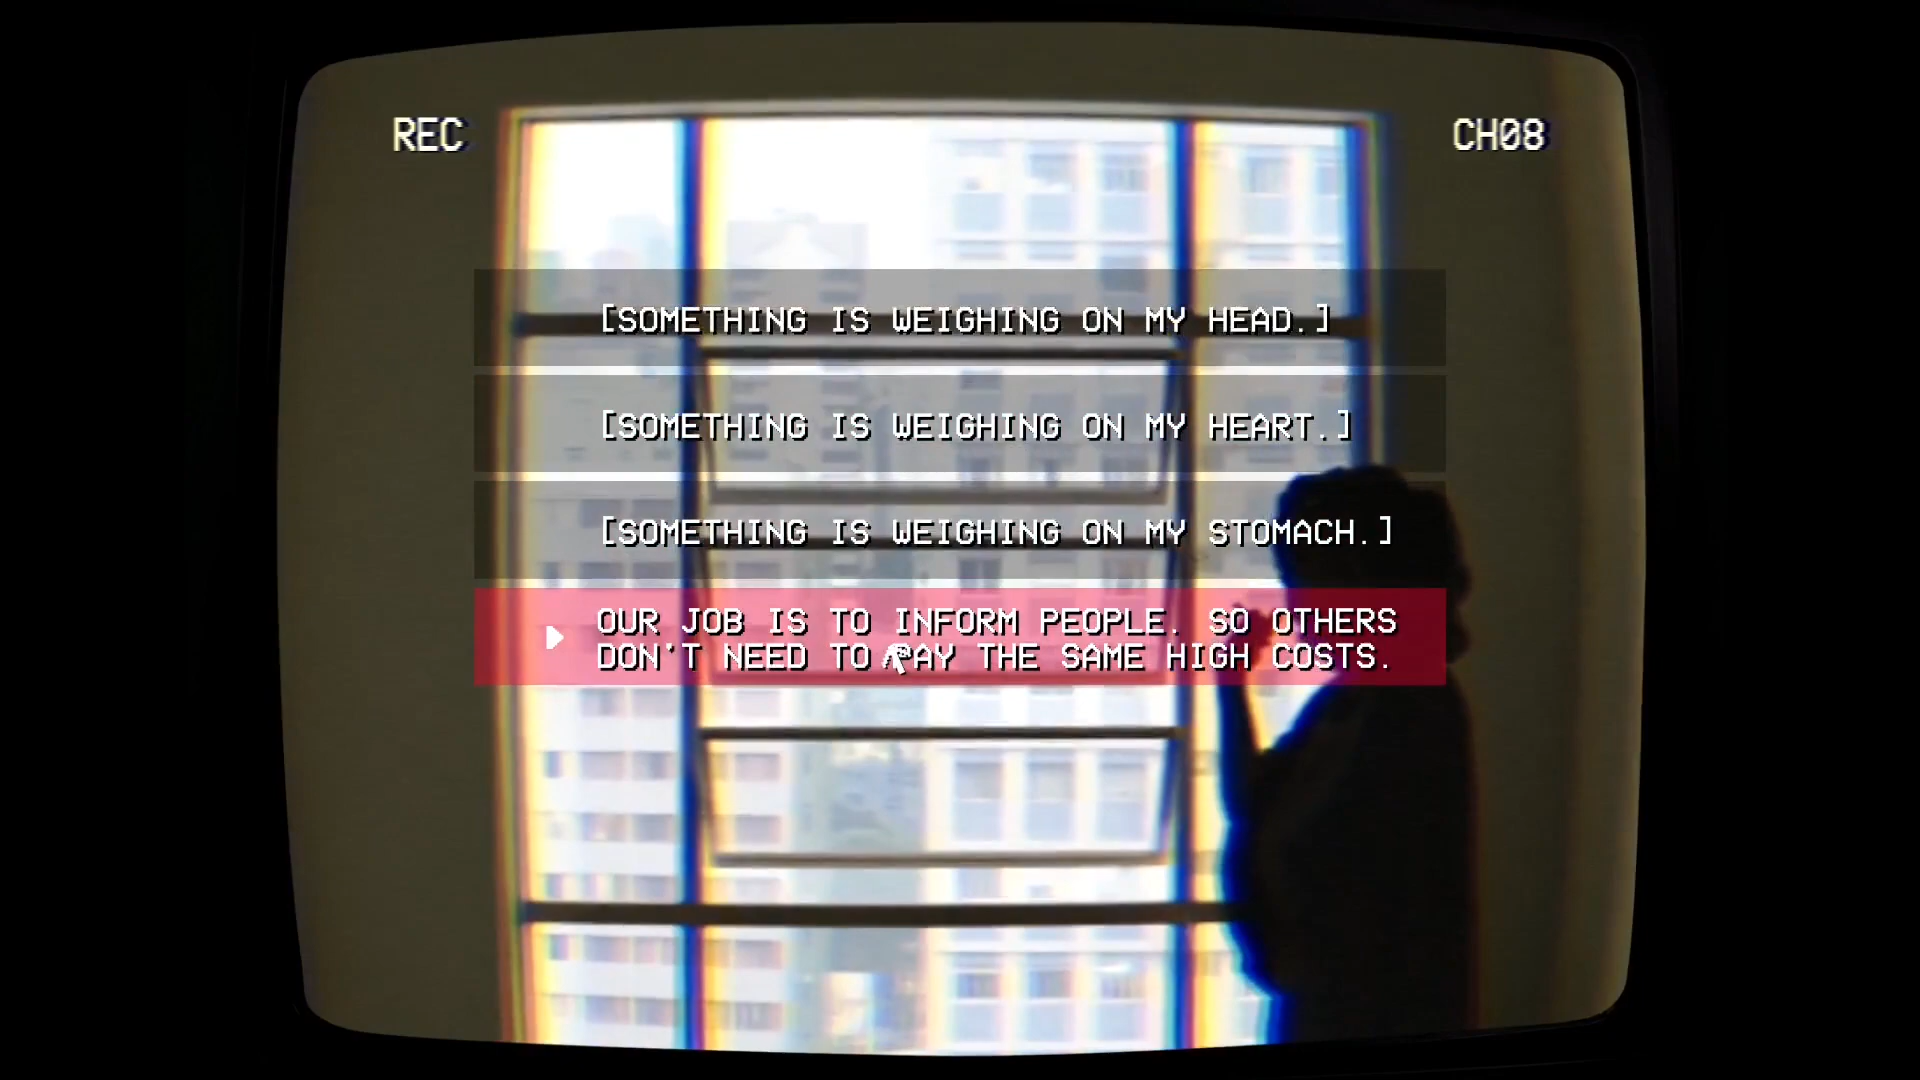 REC
CH08
[SOMETHING IS WEIGHING ON MY HEAD.]
[SOMETHING IS WEIGHING ON MY HEART.]
[SOMETHING IS WEIGHING ON MY STOMACH.]
OUR JOB IS TO INFORM PEOPLE. SO OTHERS
DON'T NEED TO PAY THE SAME HIGH COSTS.